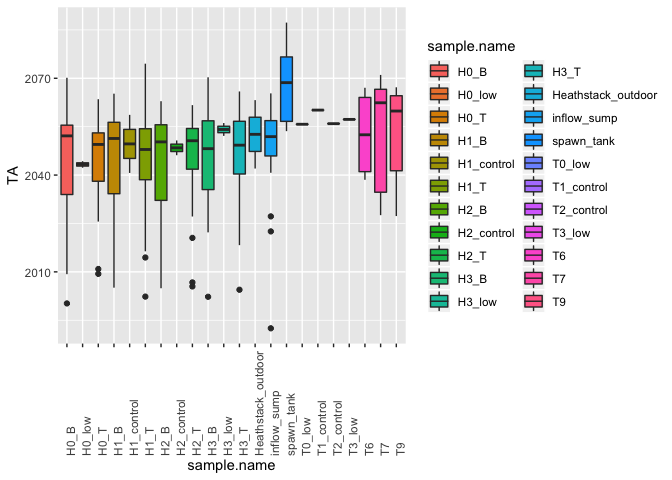 TA
2070
2040
2010
H0_B
H0_low
H0_T
H1_B
H1_control
H1_T
H2_B
H2_control
H2_T
H3_B
H3_low
H3_T
Heathstack_outdoor
inflow_sump
spawn_tank
T0_low
T1_control
T2_control
T3_low
T6
T7
T9
sample.name
sample.name
H0_B
H0_low
H0_T
H1_B
H1_control
H1_T
H2_B
H2_control
H2_T
H3_B
H3_low
H3_T
Heathstack_outdoor
inflow_sump
spawn_tank
T0_low
T1_control
T2_control
T3_low
T6
T7
T9